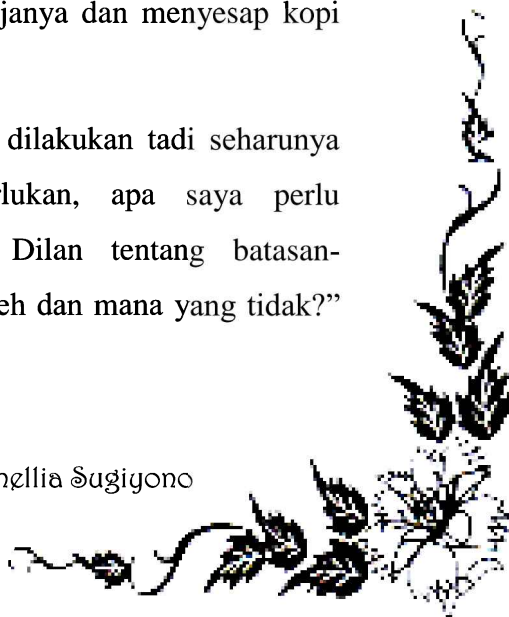 janya dan menyesap kopi
dilakukan tadi seharunya
rlukan, apa saya perlu
Dilan tentang batasan-
eh dan mana yang tidak?”
nellia Sugiyono